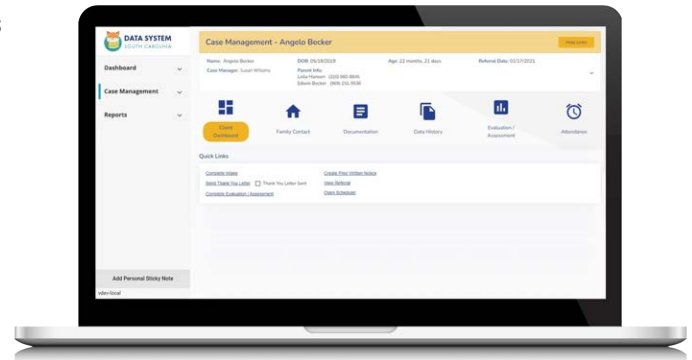 s
DATA SYSTEM
SOUTH CAROLINA
Dashboard
Case Management
Reports
Add Personal Sticky Note
vdev-local
Case Management - Angelo Becker
Help Links
Name: Angelo Becker
DOB: 05/18/2019
Age: 22 months, 21 days
Referral Date: 01/17/2021
Case Manager: Susan Williams
Parent Info:
Client Dashboard
Family Contact
Documentation
Data History
Evaluation /
Assessment
Attendance
Quick Links
Complete Intake
Create Prior Written Notice
Send Thank You Letter
Thank You Letter Sent
View Referral
Complete Evaluation / Assessment
Open Scheduler